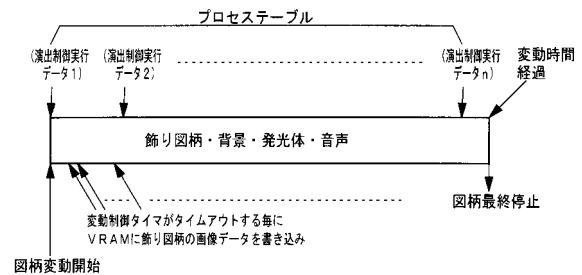 プロセステーブル
(演出制御実行
データ1)
(演出制御実行
データ2)
(演出制御実行
データn)
変動時間
経過
飾り図柄・背景・発光体・音声
図柄最終停止
変動制御タイマがタイムアウトする毎に
VRAMに飾り図柄の画像データを書き込み
図柄変動開始